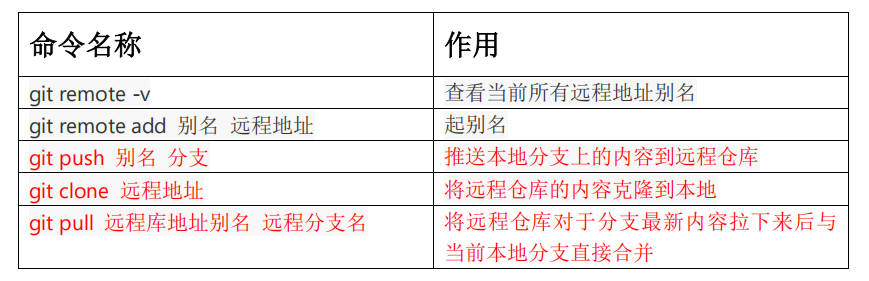 命令名称 作用
git remote -v 查看当前所有远程地址别名
git remote add 别名 远程地址 起别名
git push 别名 分支 推送本地分支上的内容到远程仓库
git clone 远程地址 将远程仓库的内容克隆到本地
git pull 远程库地址别名 远程分支名 将远程仓库对于分支最新内容拉下来后与
当前本地分支直接合并